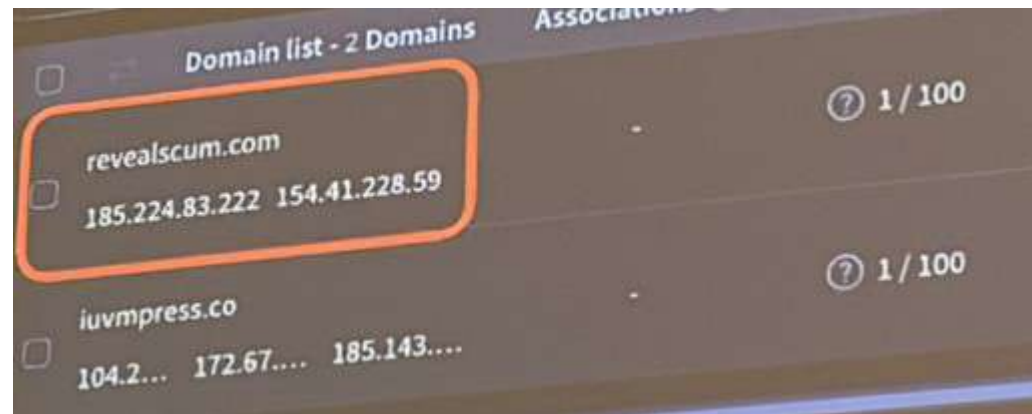 Domain list - 2 Domains Associations
revealscum.com
- ? 1 / 100
185.224.83.222 154.41.228.59
iuvmpress.co
- ? 1 / 100
104.2... 172.67.... 185.143....